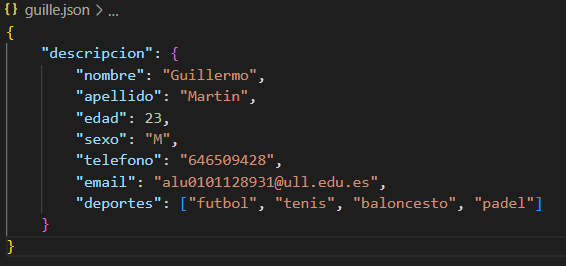 {} guille.json > ...
{
"descripcion": {
"nombre": "Guillermo",
"apellido": "Martin",
"edad": 23,
"sexo": "M",
"telefono": "646509428",
"email": "alu0101128931@ull.edu.es",
"deportes": ["futbol", "tenis", "baloncesto", "padel"]
}
}